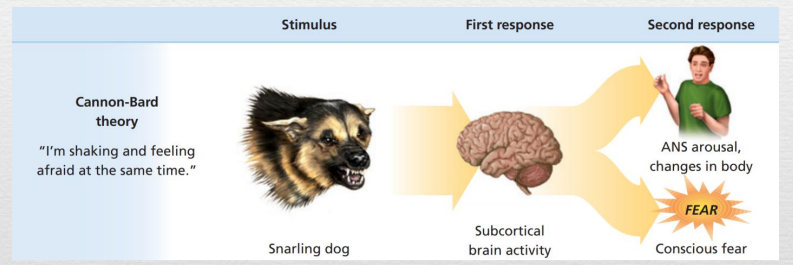 Stimulus
First response
Second response
Cannon-Bard
theory
"I'm shaking and feeling
afraid at the same time."
Snarling dog
Subcortical
brain activity
ANS arousal,
changes in body
FEAR
Conscious fear